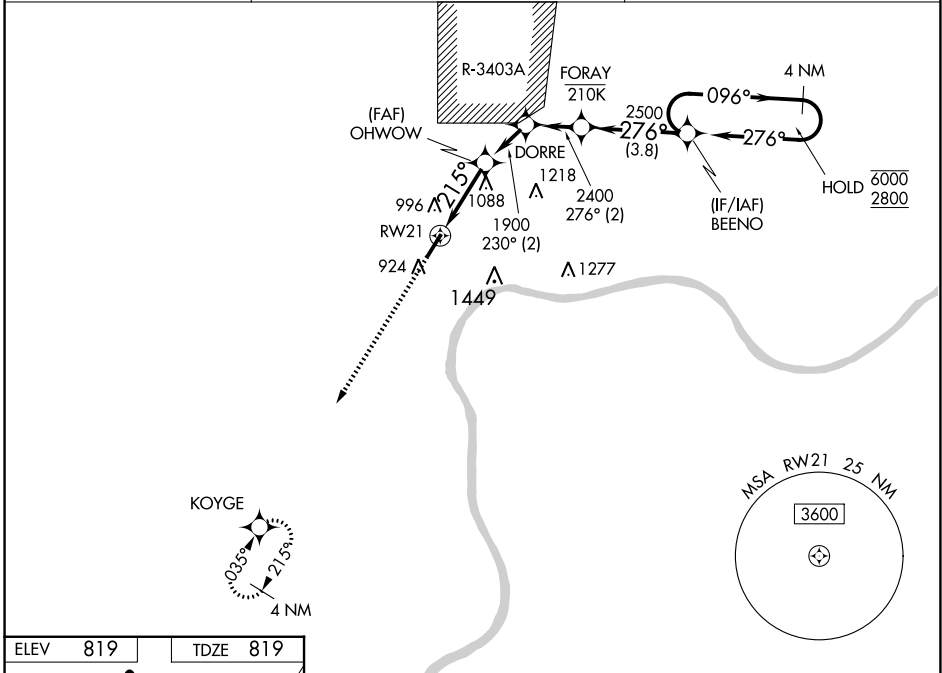 R-3403A
FORAY
210K
4 NM
096°
2500
276°
(3.8)
276°
(FAF)
OHWOW
DORRE
HOLD 6000
2800
(IF/IAF)
BEENO
2400
276° (2)
1218
1088
215°
996
1900
230° (2)
RW21
924
1277
1449
MSA RW21 25 NM
3600
KOYGE
035°
215°
4 NM
ELEV 819
TDZE 819